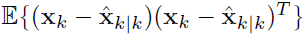 𝔼{(x_k − x̂_{k|k})(x_k − x̂_{k|k})^T}